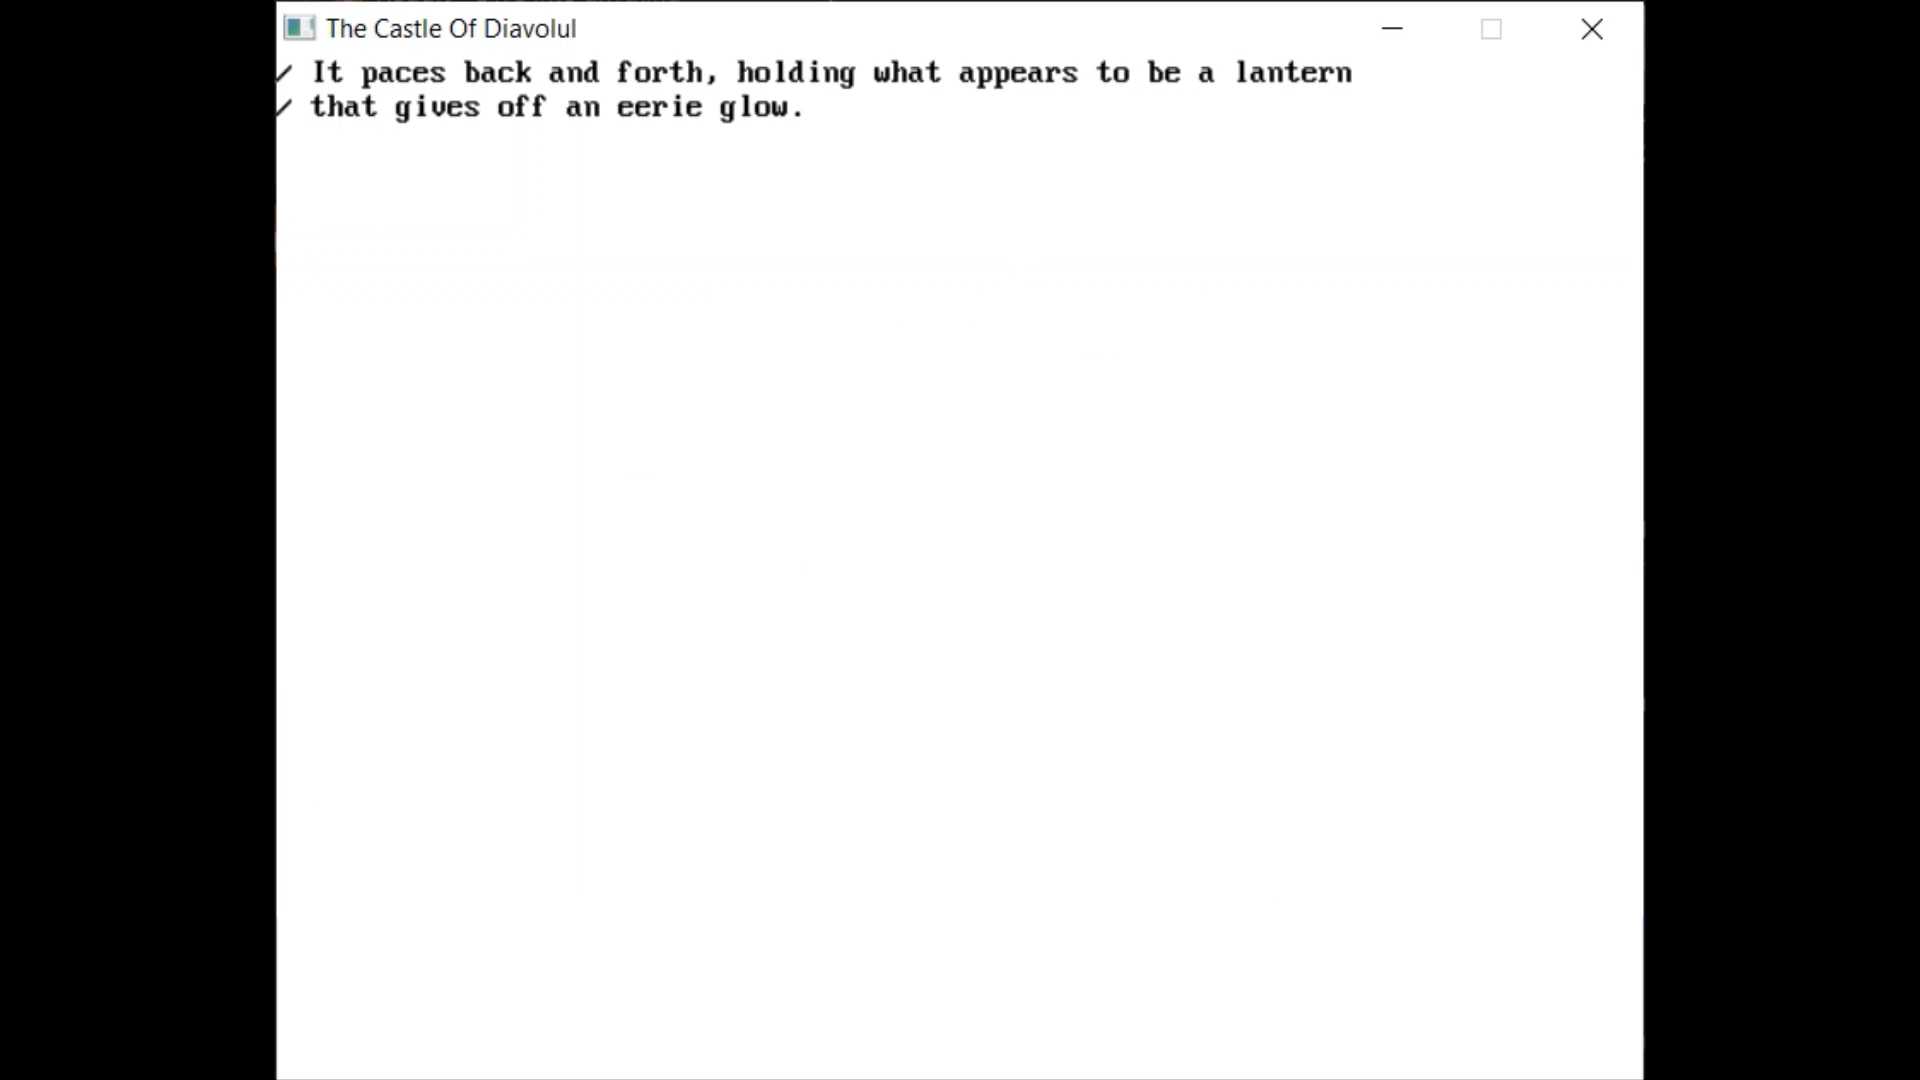 The Castle Of Diavolul
/ It paces back and forth, holding what appears to be a lantern
/ that gives off an eerie glow.